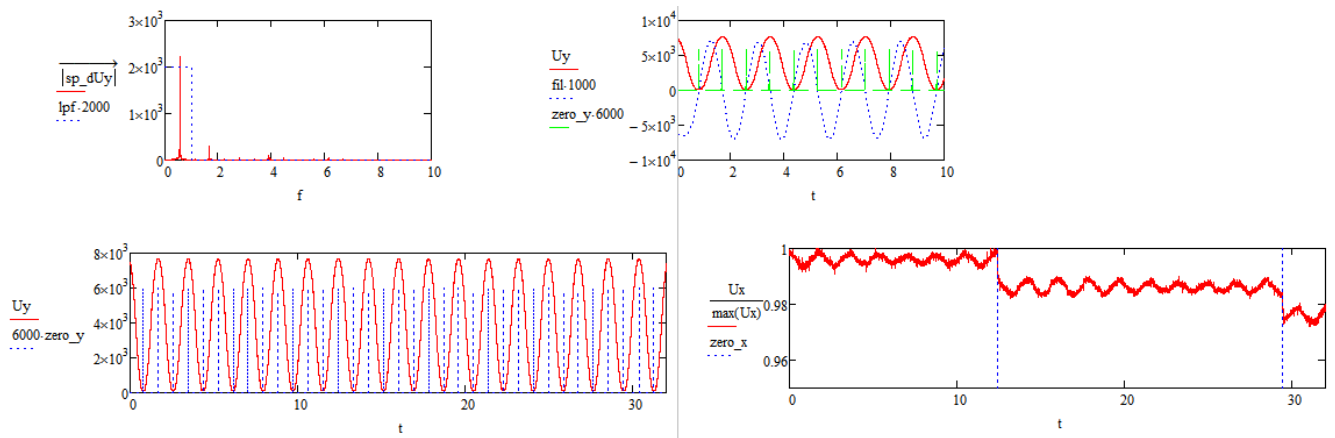 3×10³
2×10³
1×10³
0
|sp_dUy|
lpf·2000
0 2 4 6 8 10
f
1×10⁴
5×10³
0
−5×10³
−1×10⁴
Uy
fil·1000
zero_y·6000
0 2 4 6 8 10
t
8×10³
6×10³
4×10³
2×10³
0
Uy
6000·zero_y
0 10 20 30
t
1
0.98
0.96
Ux
max(Ux)
zero_x
0 10 20 30
t